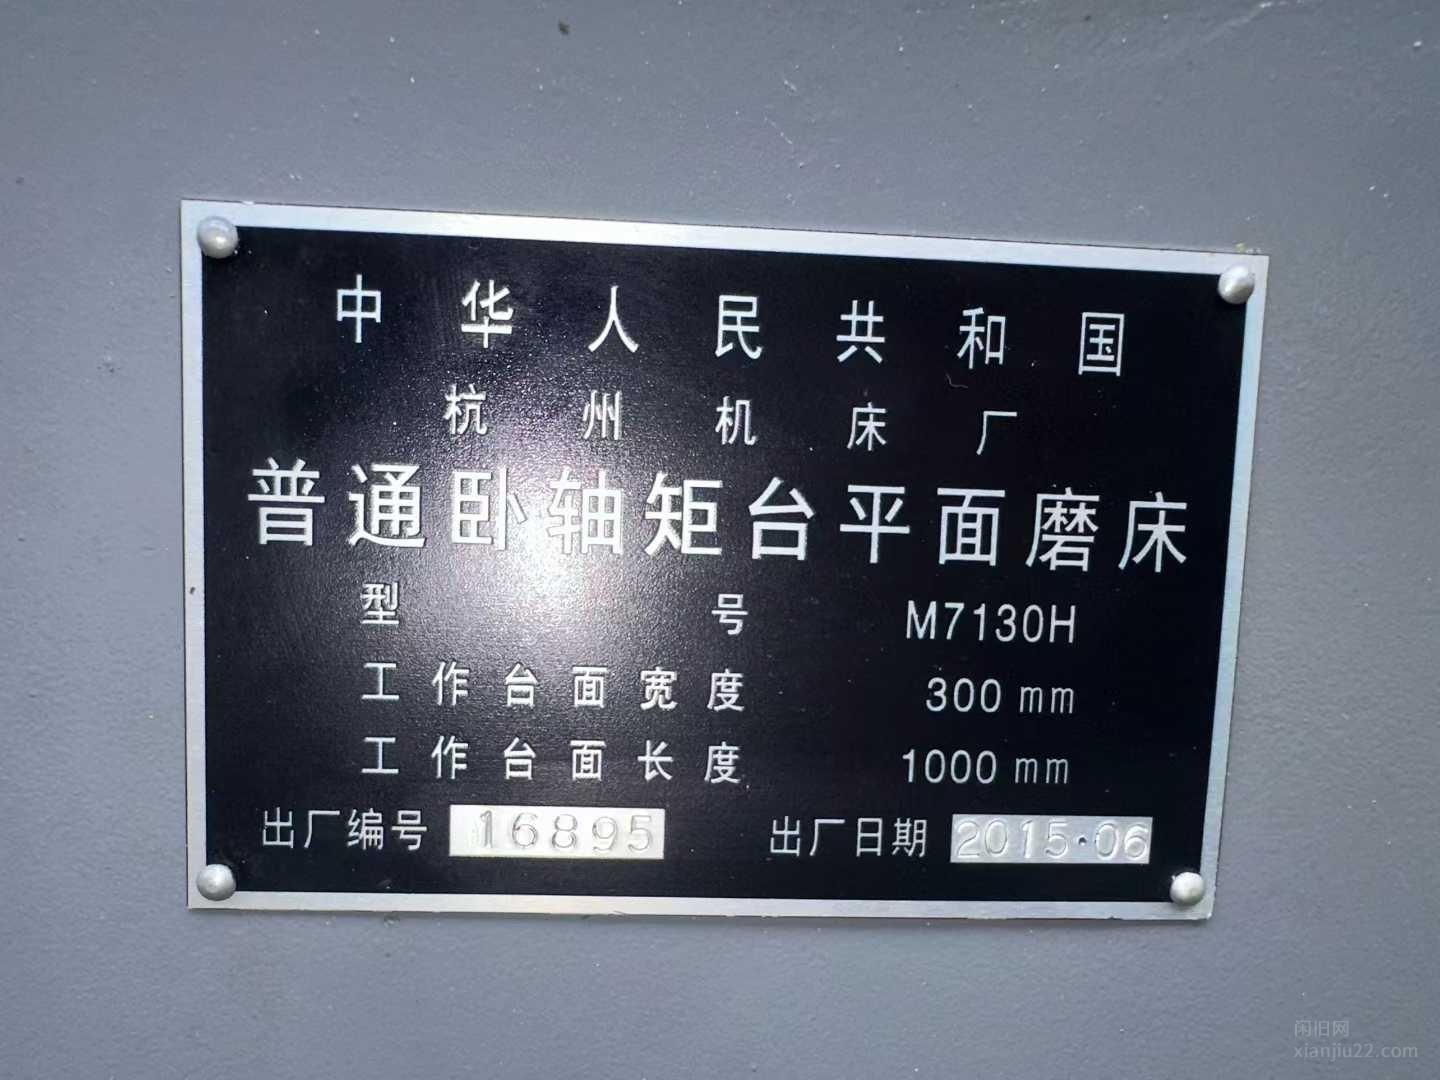 中华人民共和国
杭州机床厂
普通卧轴矩台平面磨床
型号 M7130H
工作台面宽度 300 mm
工作台面长度 1000 mm
出厂编号 16895 出厂日期 2015·06
闲旧网
xianjiu22.com